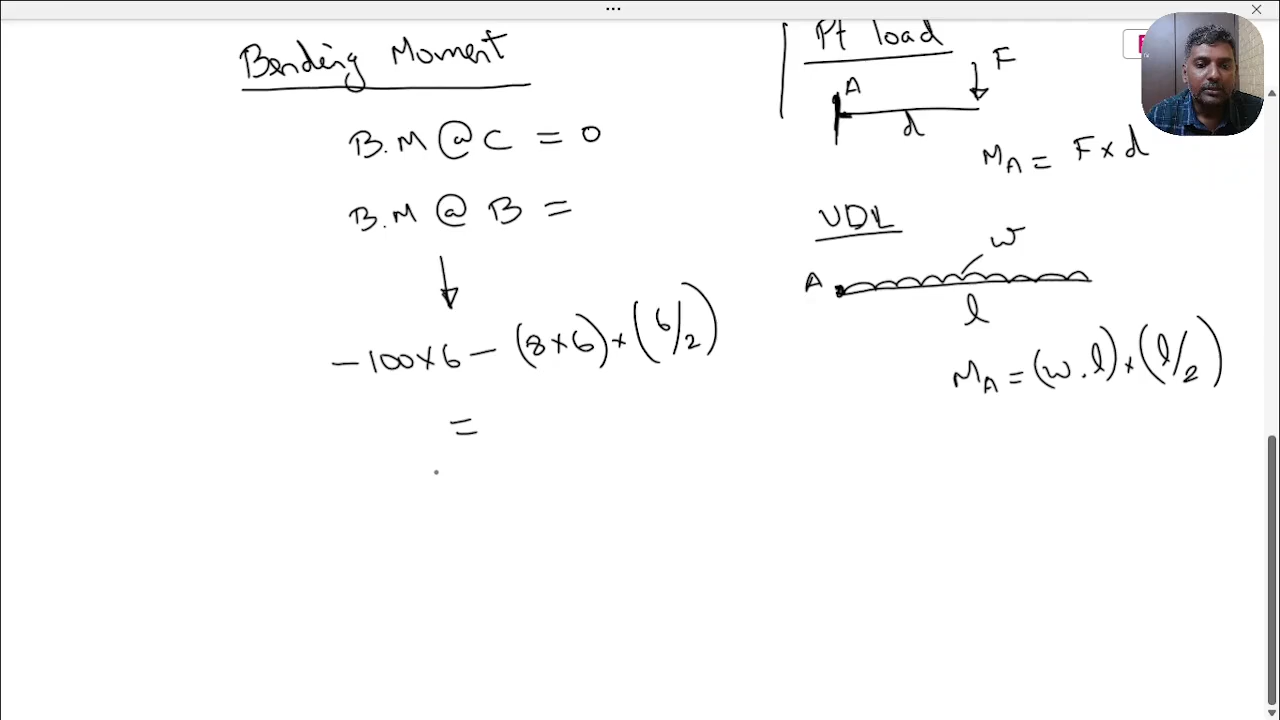 Bending Moment
B.M @ C = 0
B.M @ B =
-100×6 - (8×6)×(6/2)
=
Pt load
A
F
d
M_A = F×d
UDL
w
A
l
M_A = (w.l)×(l/2)